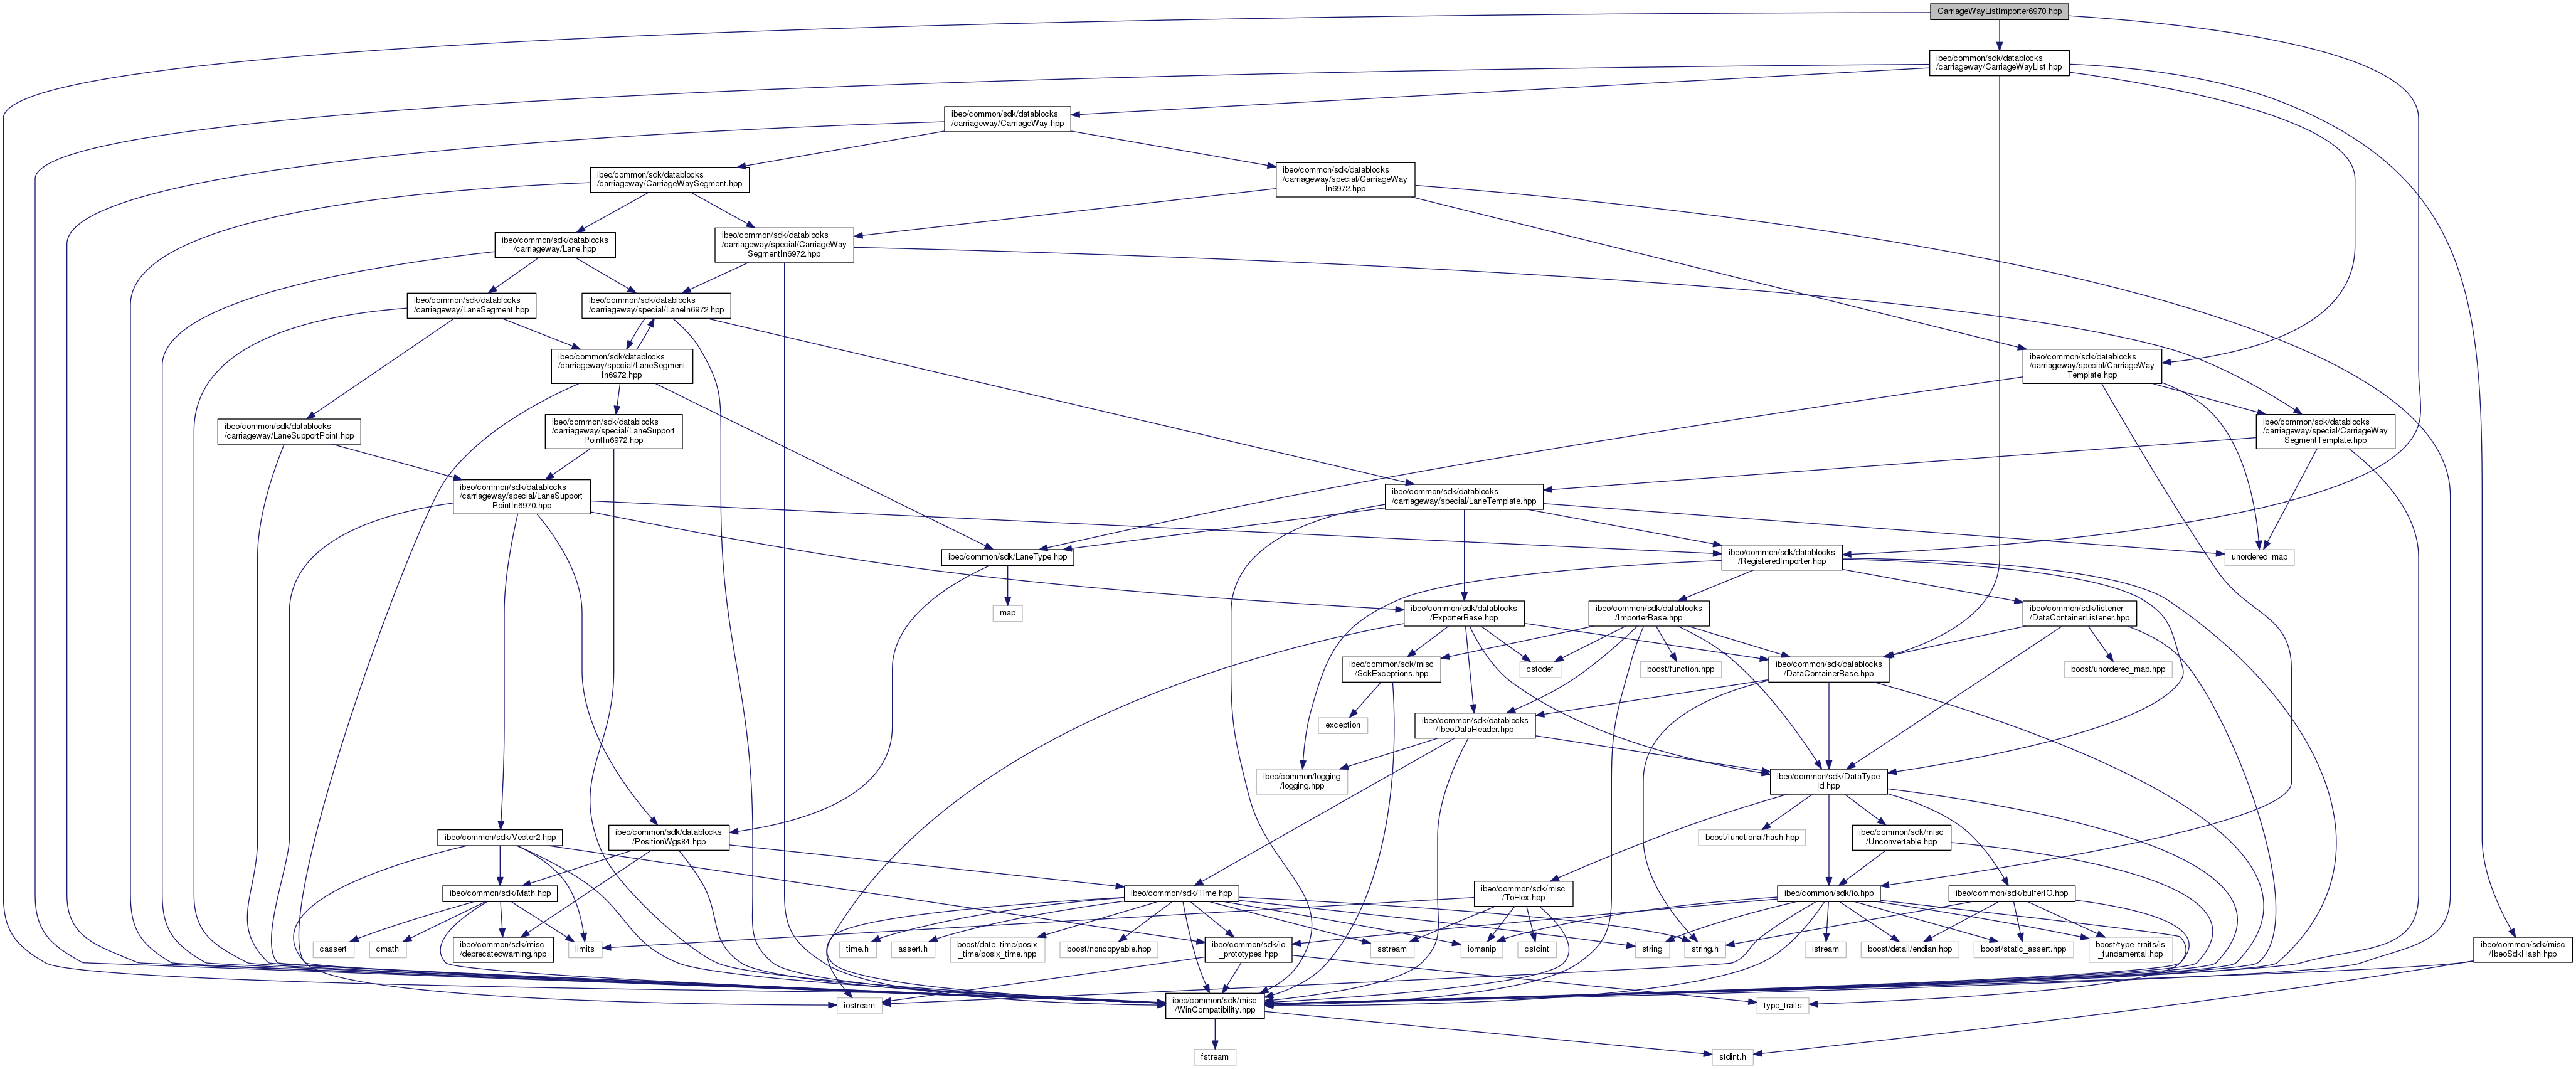 CarriageWayListImporter6970.hpp
ibeo/common/sdk/datablocks
/carriageway/CarriageWayList.hpp
ibeo/common/sdk/datablocks
/carriageway/CarriageWay.hpp
ibeo/common/sdk/datablocks
/carriageway/CarriageWaySegment.hpp
ibeo/common/sdk/datablocks
/carriageway/special/CarriageWay
In6972.hpp
ibeo/common/sdk/datablocks
/carriageway/Lane.hpp
ibeo/common/sdk/datablocks
/carriageway/special/CarriageWay
SegmentIn6972.hpp
ibeo/common/sdk/datablocks
/carriageway/LaneSegment.hpp
ibeo/common/sdk/datablocks
/carriageway/special/LaneIn6972.hpp
ibeo/common/sdk/datablocks
/carriageway/special/LaneSegment
In6972.hpp
ibeo/common/sdk/datablocks
/carriageway/special/CarriageWay
Template.hpp
ibeo/common/sdk/datablocks
/carriageway/LaneSupportPoint.hpp
ibeo/common/sdk/datablocks
/carriageway/special/LaneSupport
PointIn6972.hpp
ibeo/common/sdk/datablocks
/carriageway/special/CarriageWay
SegmentTemplate.hpp
ibeo/common/sdk/datablocks
/carriageway/special/LaneSupport
PointIn6970.hpp
ibeo/common/sdk/datablocks
/carriageway/special/LaneTemplate.hpp
ibeo/common/sdk/LaneType.hpp
ibeo/common/sdk/datablocks
/RegisteredImporter.hpp
unordered_map
map
ibeo/common/sdk/datablocks
/ExporterBase.hpp
ibeo/common/sdk/datablocks
/ImporterBase.hpp
ibeo/common/sdk/listener
/DataContainerListener.hpp
ibeo/common/sdk/misc
/SdkExceptions.hpp
cstddef
boost/function.hpp
ibeo/common/sdk/datablocks
/DataContainerBase.hpp
boost/unordered_map.hpp
exception
ibeo/common/sdk/datablocks
/IbeoDataHeader.hpp
ibeo/common/logging
/logging.hpp
ibeo/common/sdk/DataType
Id.hpp
ibeo/common/sdk/Vector2.hpp
ibeo/common/sdk/datablocks
/PositionWgs84.hpp
boost/functional/hash.hpp
ibeo/common/sdk/misc
/Unconvertable.hpp
ibeo/common/sdk/Math.hpp
ibeo/common/sdk/Time.hpp
ibeo/common/sdk/misc
/ToHex.hpp
ibeo/common/sdk/io.hpp
ibeo/common/sdk/bufferIO.hpp
cassert
cmath
ibeo/common/sdk/misc
/deprecatedwarning.hpp
limits
time.h
assert.h
boost/date_time/posix
_time/posix_time.hpp
boost/noncopyable.hpp
ibeo/common/sdk/io
_prototypes.hpp
sstream
iomanip
cstdint
string
string.h
istream
boost/detail/endian.hpp
boost/static_assert.hpp
boost/type_traits/is
_fundamental.hpp
ibeo/common/sdk/misc
/IbeoSdkHash.hpp
iostream
ibeo/common/sdk/misc
/WinCompatibility.hpp
type_traits
fstream
stdint.h